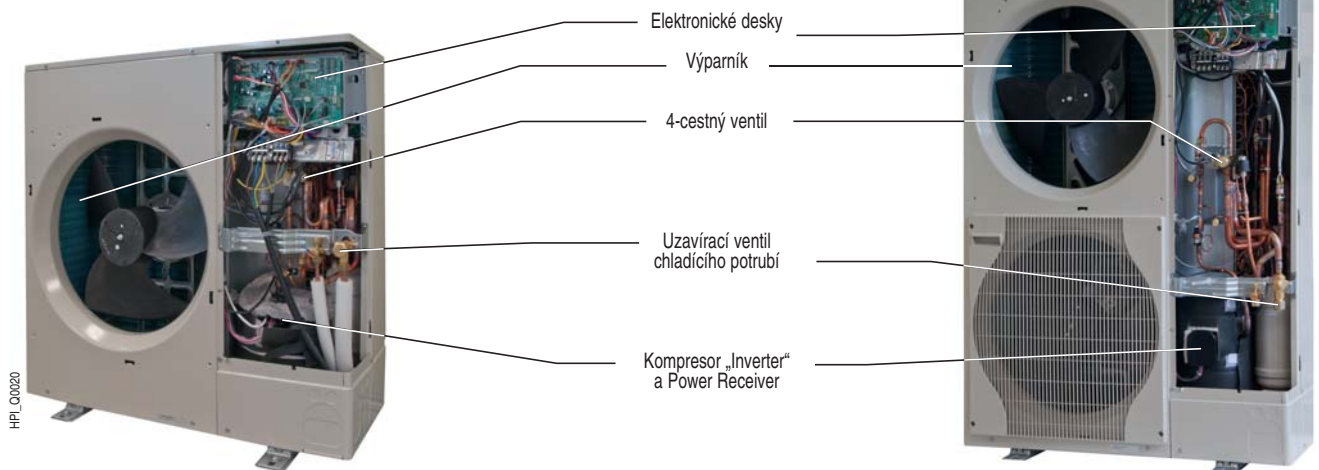 Elektronické desky
Výparník
4-cestný ventil
Uzavírací ventil
chladícího potrubí
Kompresor „Inverter“
a Power Receiver
HPI_Q0020